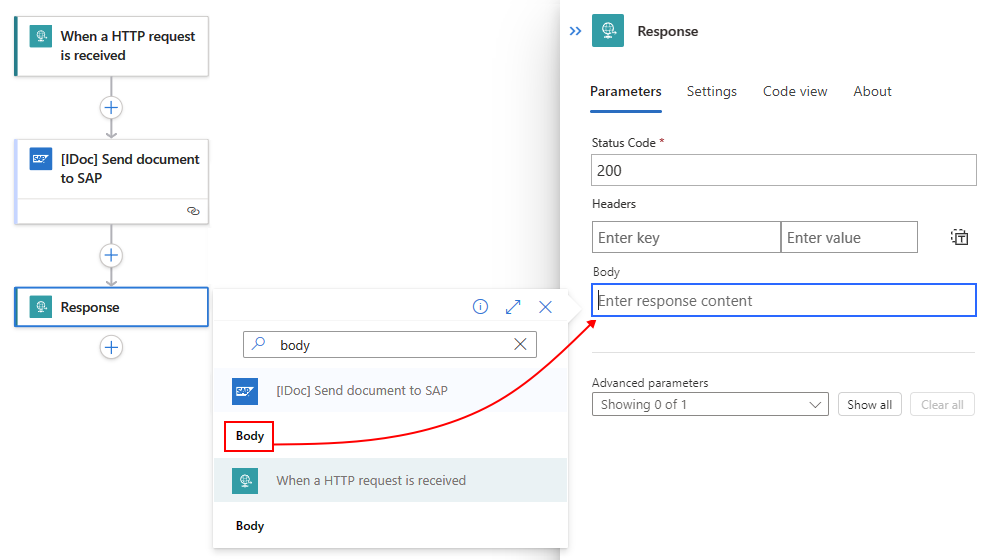 When a HTTP request
is received
SAP
[IDoc] Send document
to SAP
Response
body
SAP
[IDoc] Send document to SAP
Body
When a HTTP request is received
Body
Response
Parameters
Settings
Code view
About
Status Code *
200
Headers
Enter key
Enter value
T
Body
Enter response content
Advanced parameters
Showing 0 of 1
Show all
Clear all